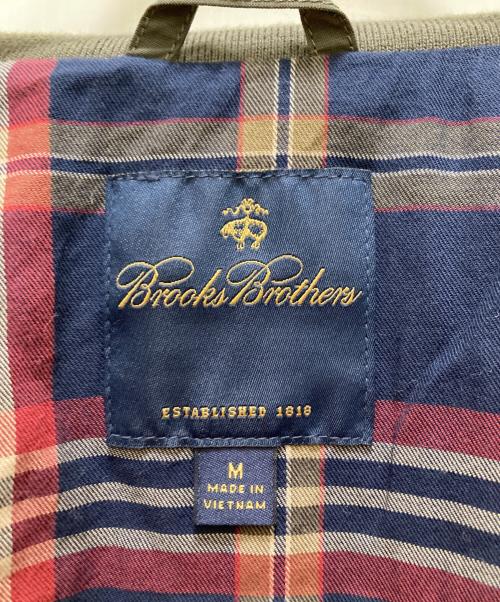 Brooks Brothers
ESTABLISHED 1818
M
MADE IN
VIETNAM